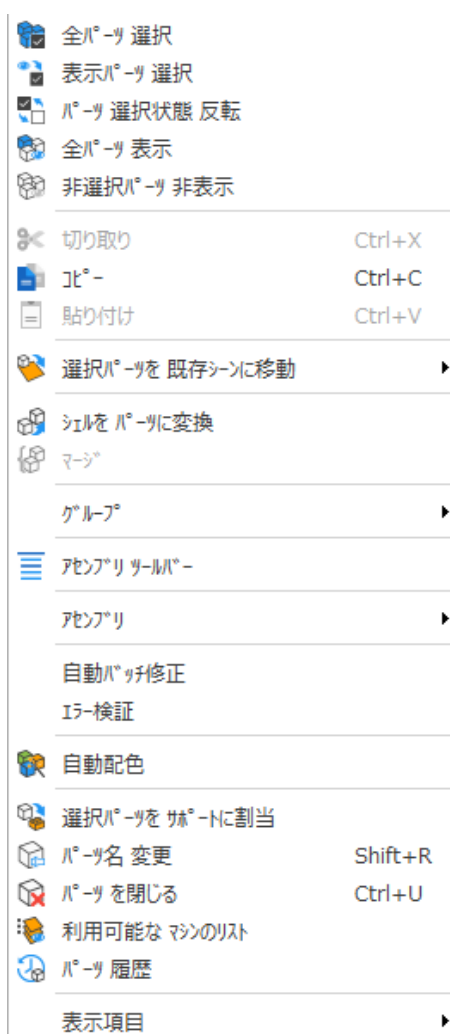 全ﾊﾟｰﾂ 選択
表示ﾊﾟｰﾂ 選択
ﾊﾟｰﾂ 選択状態 反転
全ﾊﾟｰﾂ 表示
非選択ﾊﾟｰﾂ 非表示
切り取り Ctrl+X
ｺﾋﾟｰ Ctrl+C
貼り付け Ctrl+V
選択ﾊﾟｰﾂを 既存ｼｰﾝに移動
ｼｪﾙを ﾊﾟｰﾂに変換
ﾏｰｼﾞ
ｸﾞﾙｰﾌﾟ
ｱｾﾝﾌﾞﾘ ﾂｰﾙﾊﾞｰ
ｱｾﾝﾌﾞﾘ
自動ﾊﾞｯﾁ修正
ｴﾗｰ検証
自動配色
選択ﾊﾟｰﾂを ｻﾎﾟｰﾄに割当
ﾊﾟｰﾂ名 変更 Shift+R
ﾊﾟｰﾂ を閉じる Ctrl+U
利用可能な ﾏｼﾝのﾘｽﾄ
ﾊﾟｰﾂ 履歴
表示項目